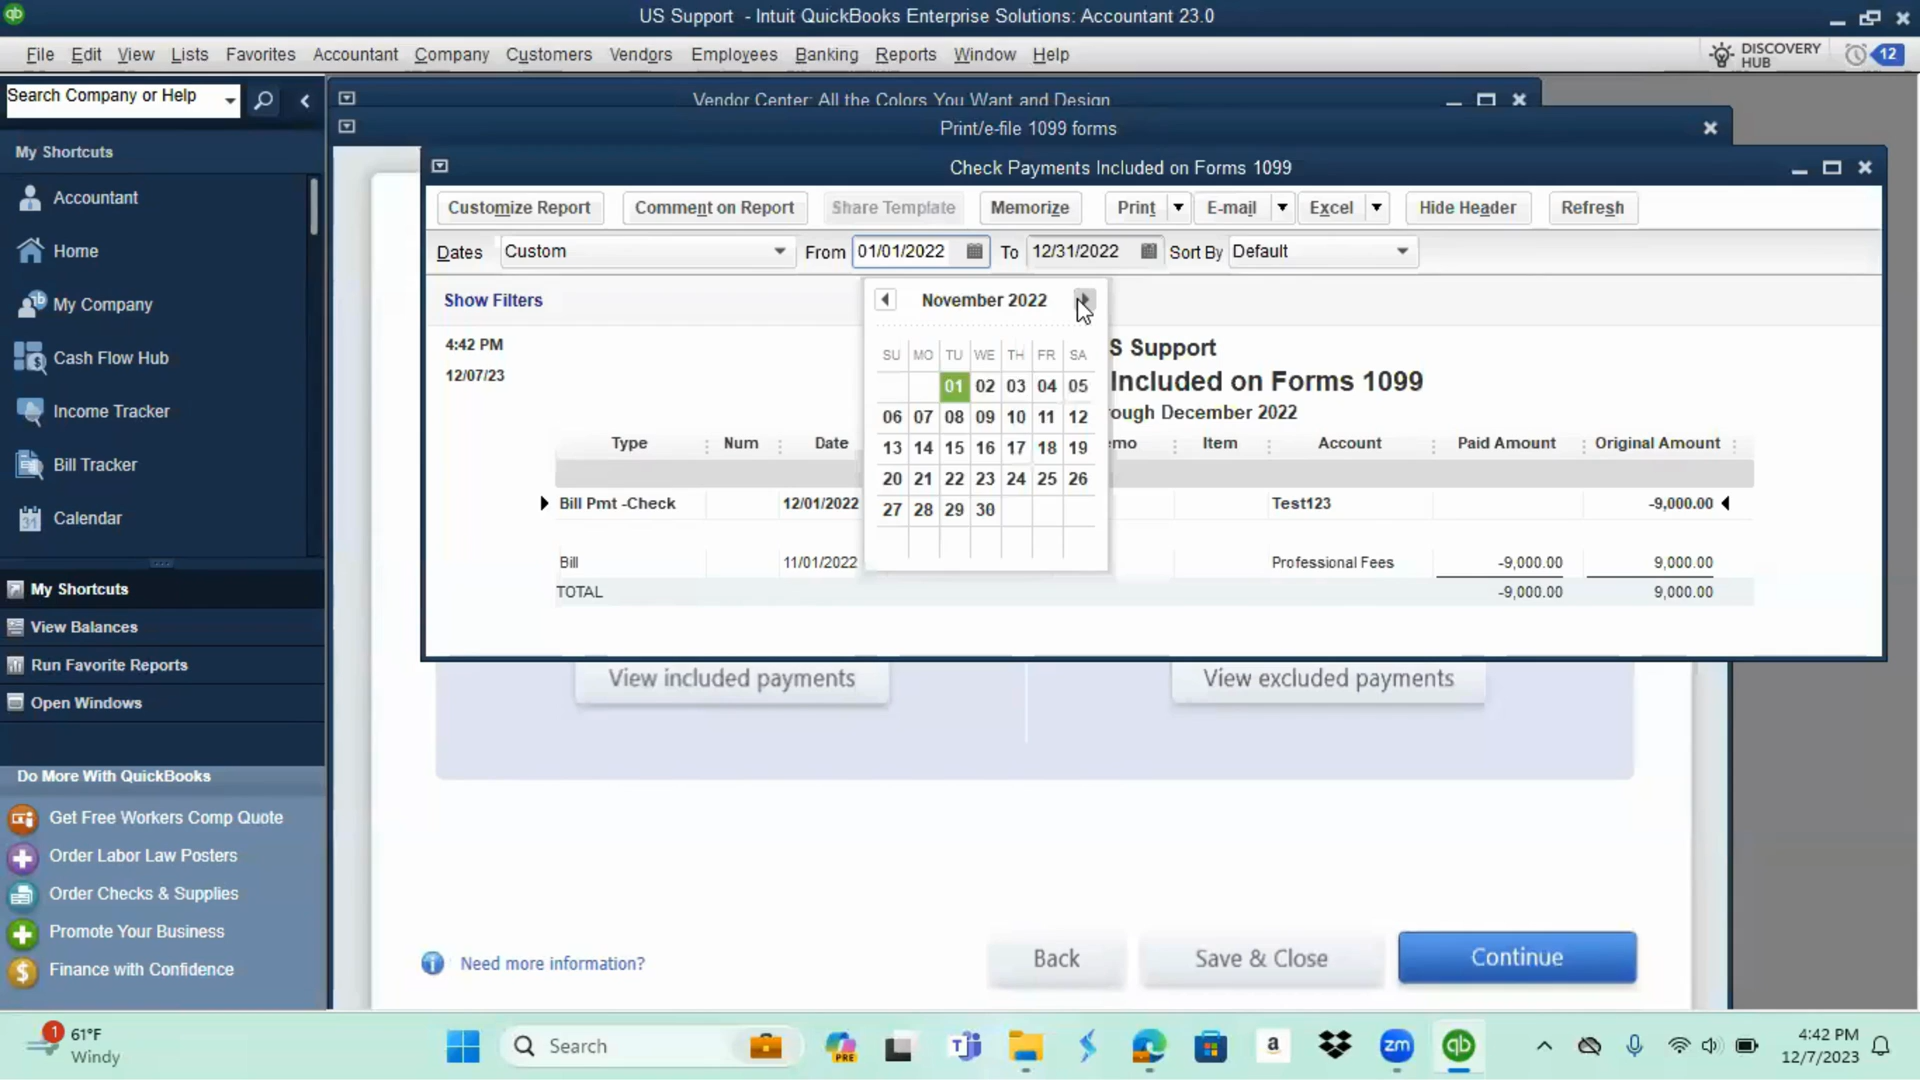 US Support - Intuit QuickBooks Enterprise Solutions: Accountant 23.0
File Edit View Lists Favorites Accountant Company Customers Vendors Employees Banking Reports Window Help
DISCOVERY HUB 12
Search Company or Help
My Shortcuts
Accountant
Home
My Company
Cash Flow Hub
Income Tracker
Bill Tracker
Calendar
My Shortcuts
View Balances
Run Favorite Reports
Open Windows
Do More With QuickBooks
Get Free Workers Comp Quote
Order Labor Law Posters
Order Checks & Supplies
Promote Your Business
Finance with Confidence
Vendor Center: All the Colors You Want and Design
Print/e-file 1099 forms
Check Payments Included on Forms 1099
Customize Report Comment on Report Share Template Memorize Print E-mail Excel Hide Header Refresh
Dates Custom From 01/01/2022 To 12/31/2022 Sort By Default
Show Filters
November 2022
SU MO TU WE TH FR SA
01 02 03 04 05
06 07 08 09 10 11 12
13 14 15 16 17 18 19
20 21 22 23 24 25 26
27 28 29 30
4:42 PM
12/07/23
S Support
Included on Forms 1099
ough December 2022
Type Num Date mo Item Account Paid Amount Original Amount
Bill Pmt -Check 12/01/2022 Test123 -9,000.00
Bill 11/01/2022 Professional Fees -9,000.00 9,000.00
TOTAL -9,000.00 9,000.00
View included payments View excluded payments
Need more information? Back Save & Close Continue
1 61°F
Windy
Search
PRE
a
zm
qb
4:42 PM
12/7/2023